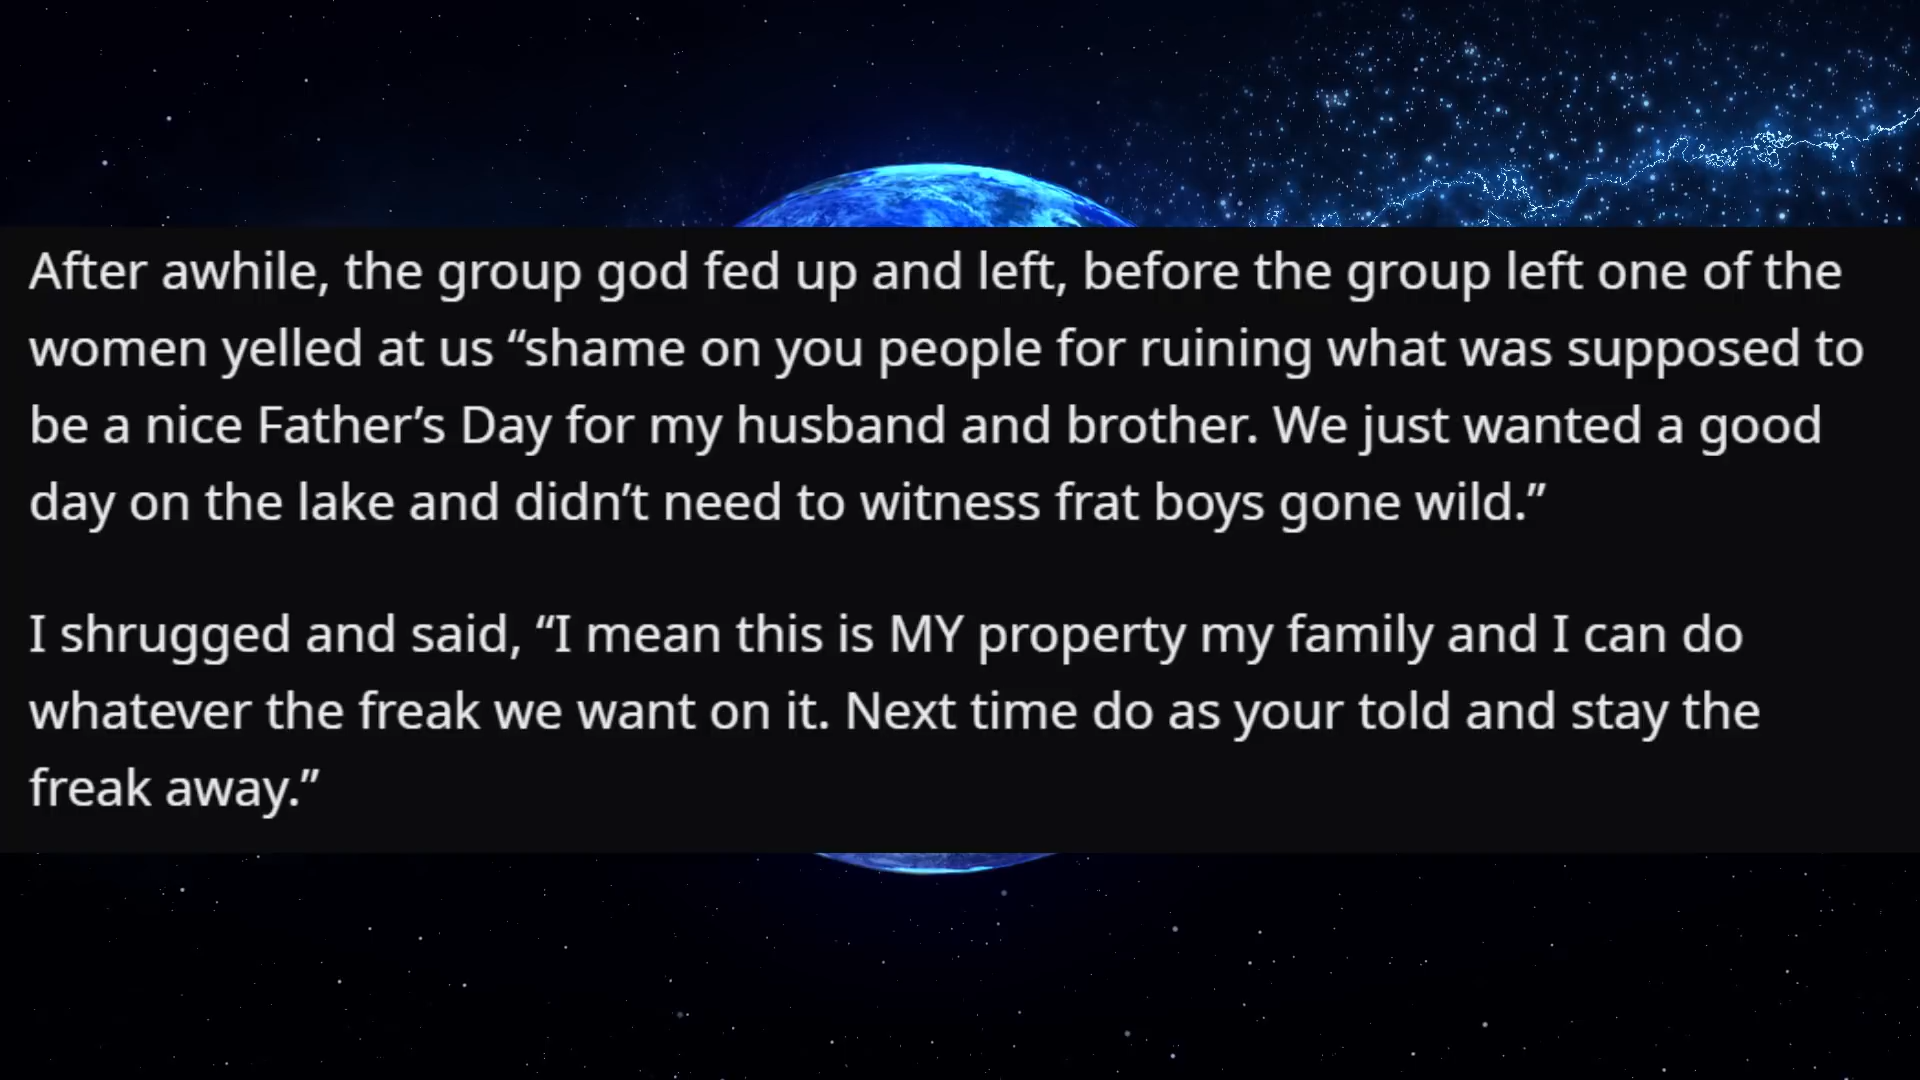 After awhile, the group god fed up and left, before the group left one of the
women yelled at us “shame on you people for ruining what was supposed to
be a nice Father’s Day for my husband and brother. We just wanted a good
day on the lake and didn’t need to witness frat boys gone wild.”
I shrugged and said, “I mean this is MY property my family and I can do
whatever the freak we want on it. Next time do as your told and stay the
freak away.”